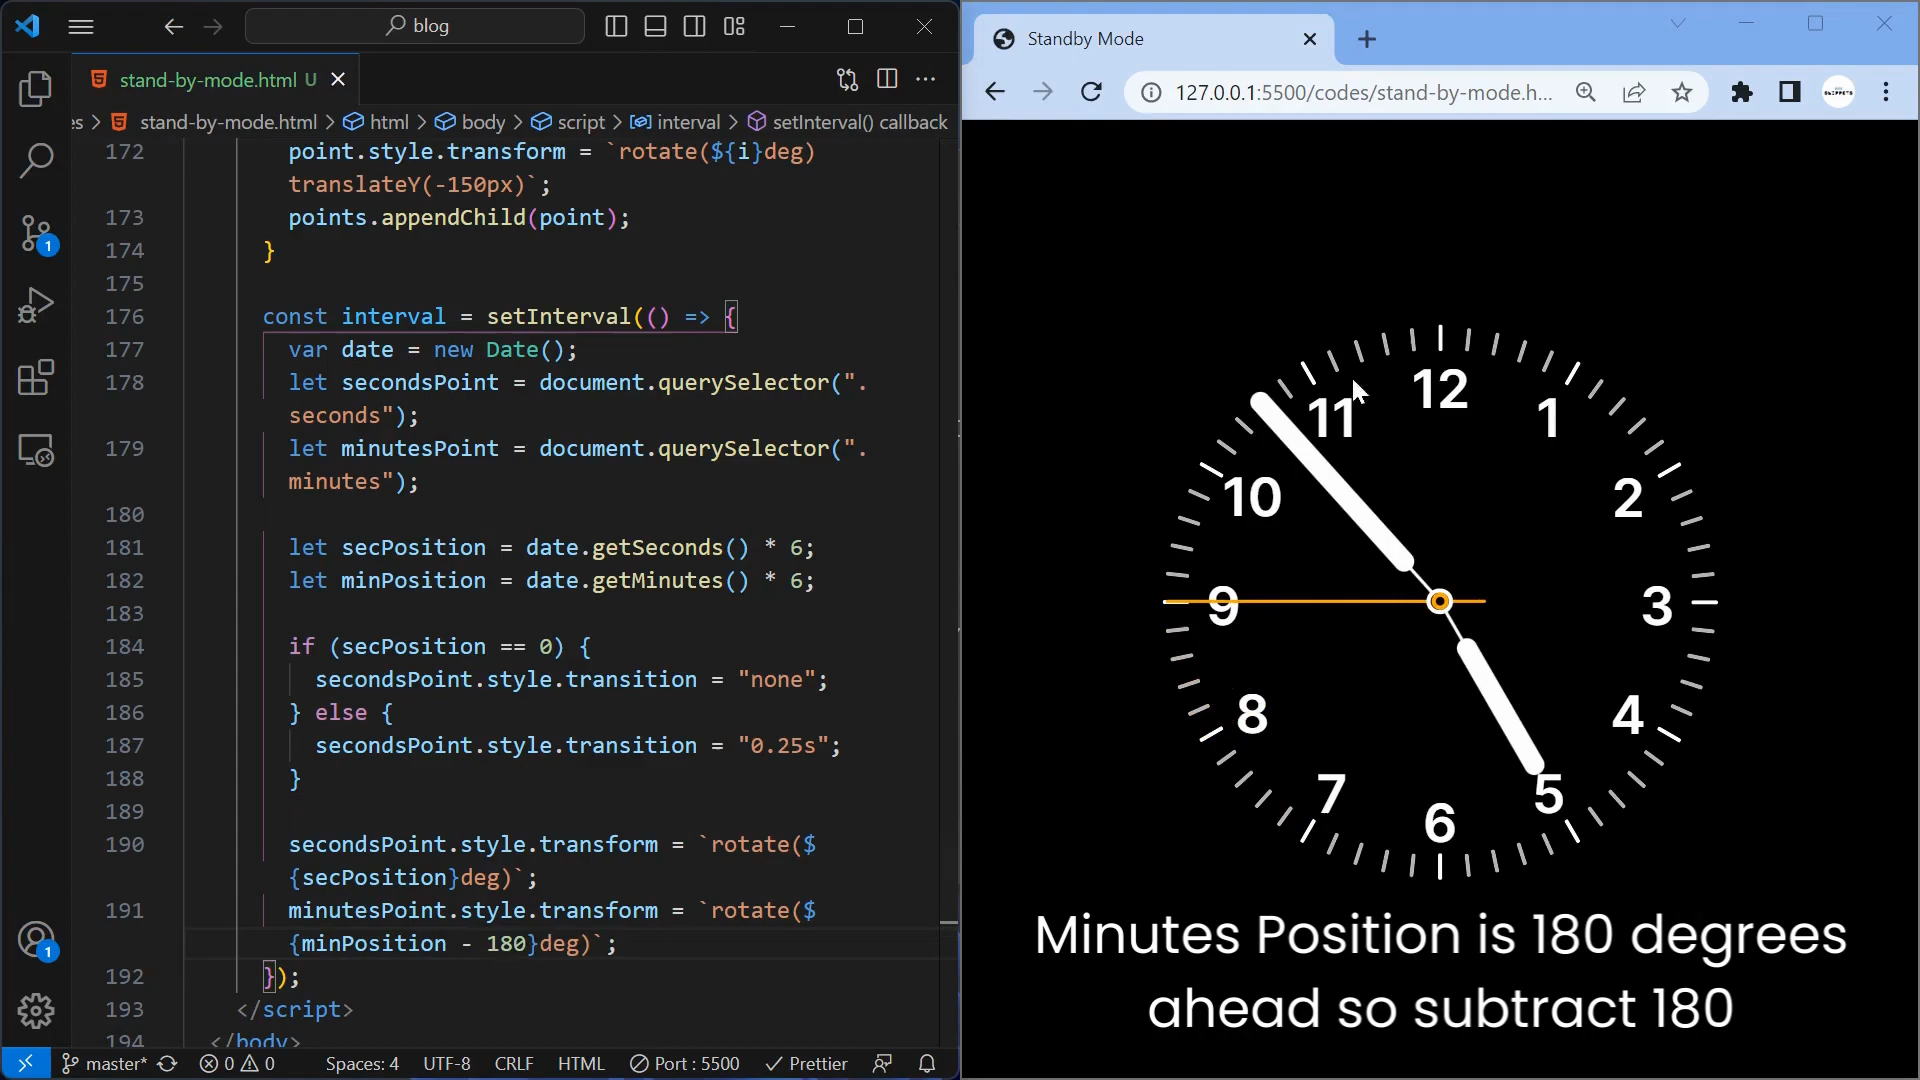 blog
stand-by-mode.html U
es > stand-by-mode.html > html > body > script > interval > setInterval() callback
172 point.style.transform = `rotate(${i}deg)
translateY(-150px)`;
173 points.appendChild(point);
174 }
175
176 const interval = setInterval(() => {
177 var date = new Date();
178 let secondsPoint = document.querySelector(".
seconds");
179 let minutesPoint = document.querySelector(".
minutes");
180
181 let secPosition = date.getSeconds() * 6;
182 let minPosition = date.getMinutes() * 6;
183
184 if (secPosition == 0) {
185 secondsPoint.style.transition = "none";
186 } else {
187 secondsPoint.style.transition = "0.25s";
188 }
189
190 secondsPoint.style.transform = `rotate($
{secPosition}deg)`;
191 minutesPoint.style.transform = `rotate($
{minPosition - 180}deg)`;
192 });
193 </script>
194 </body>
1
1
master* 0 0 Spaces: 4 UTF-8 CRLF HTML Port : 5500 Prettier
Standby Mode
127.0.0.1:5500/codes/stand-by-mode.h...
12
1
2
3
4
5
6
7
8
9
10
11
Minutes Position is 180 degrees
ahead so subtract 180